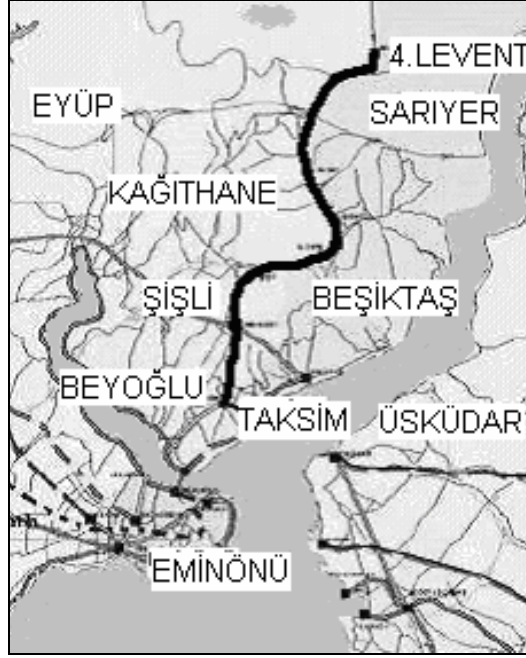 4.LEVENT
EYÜP
SARIYER
KAĞITHANE
ŞİŞLİ
BEŞİKTAŞ
BEYOĞLU
TAKSİM
ÜSKÜDAR
EMİNÖNÜ